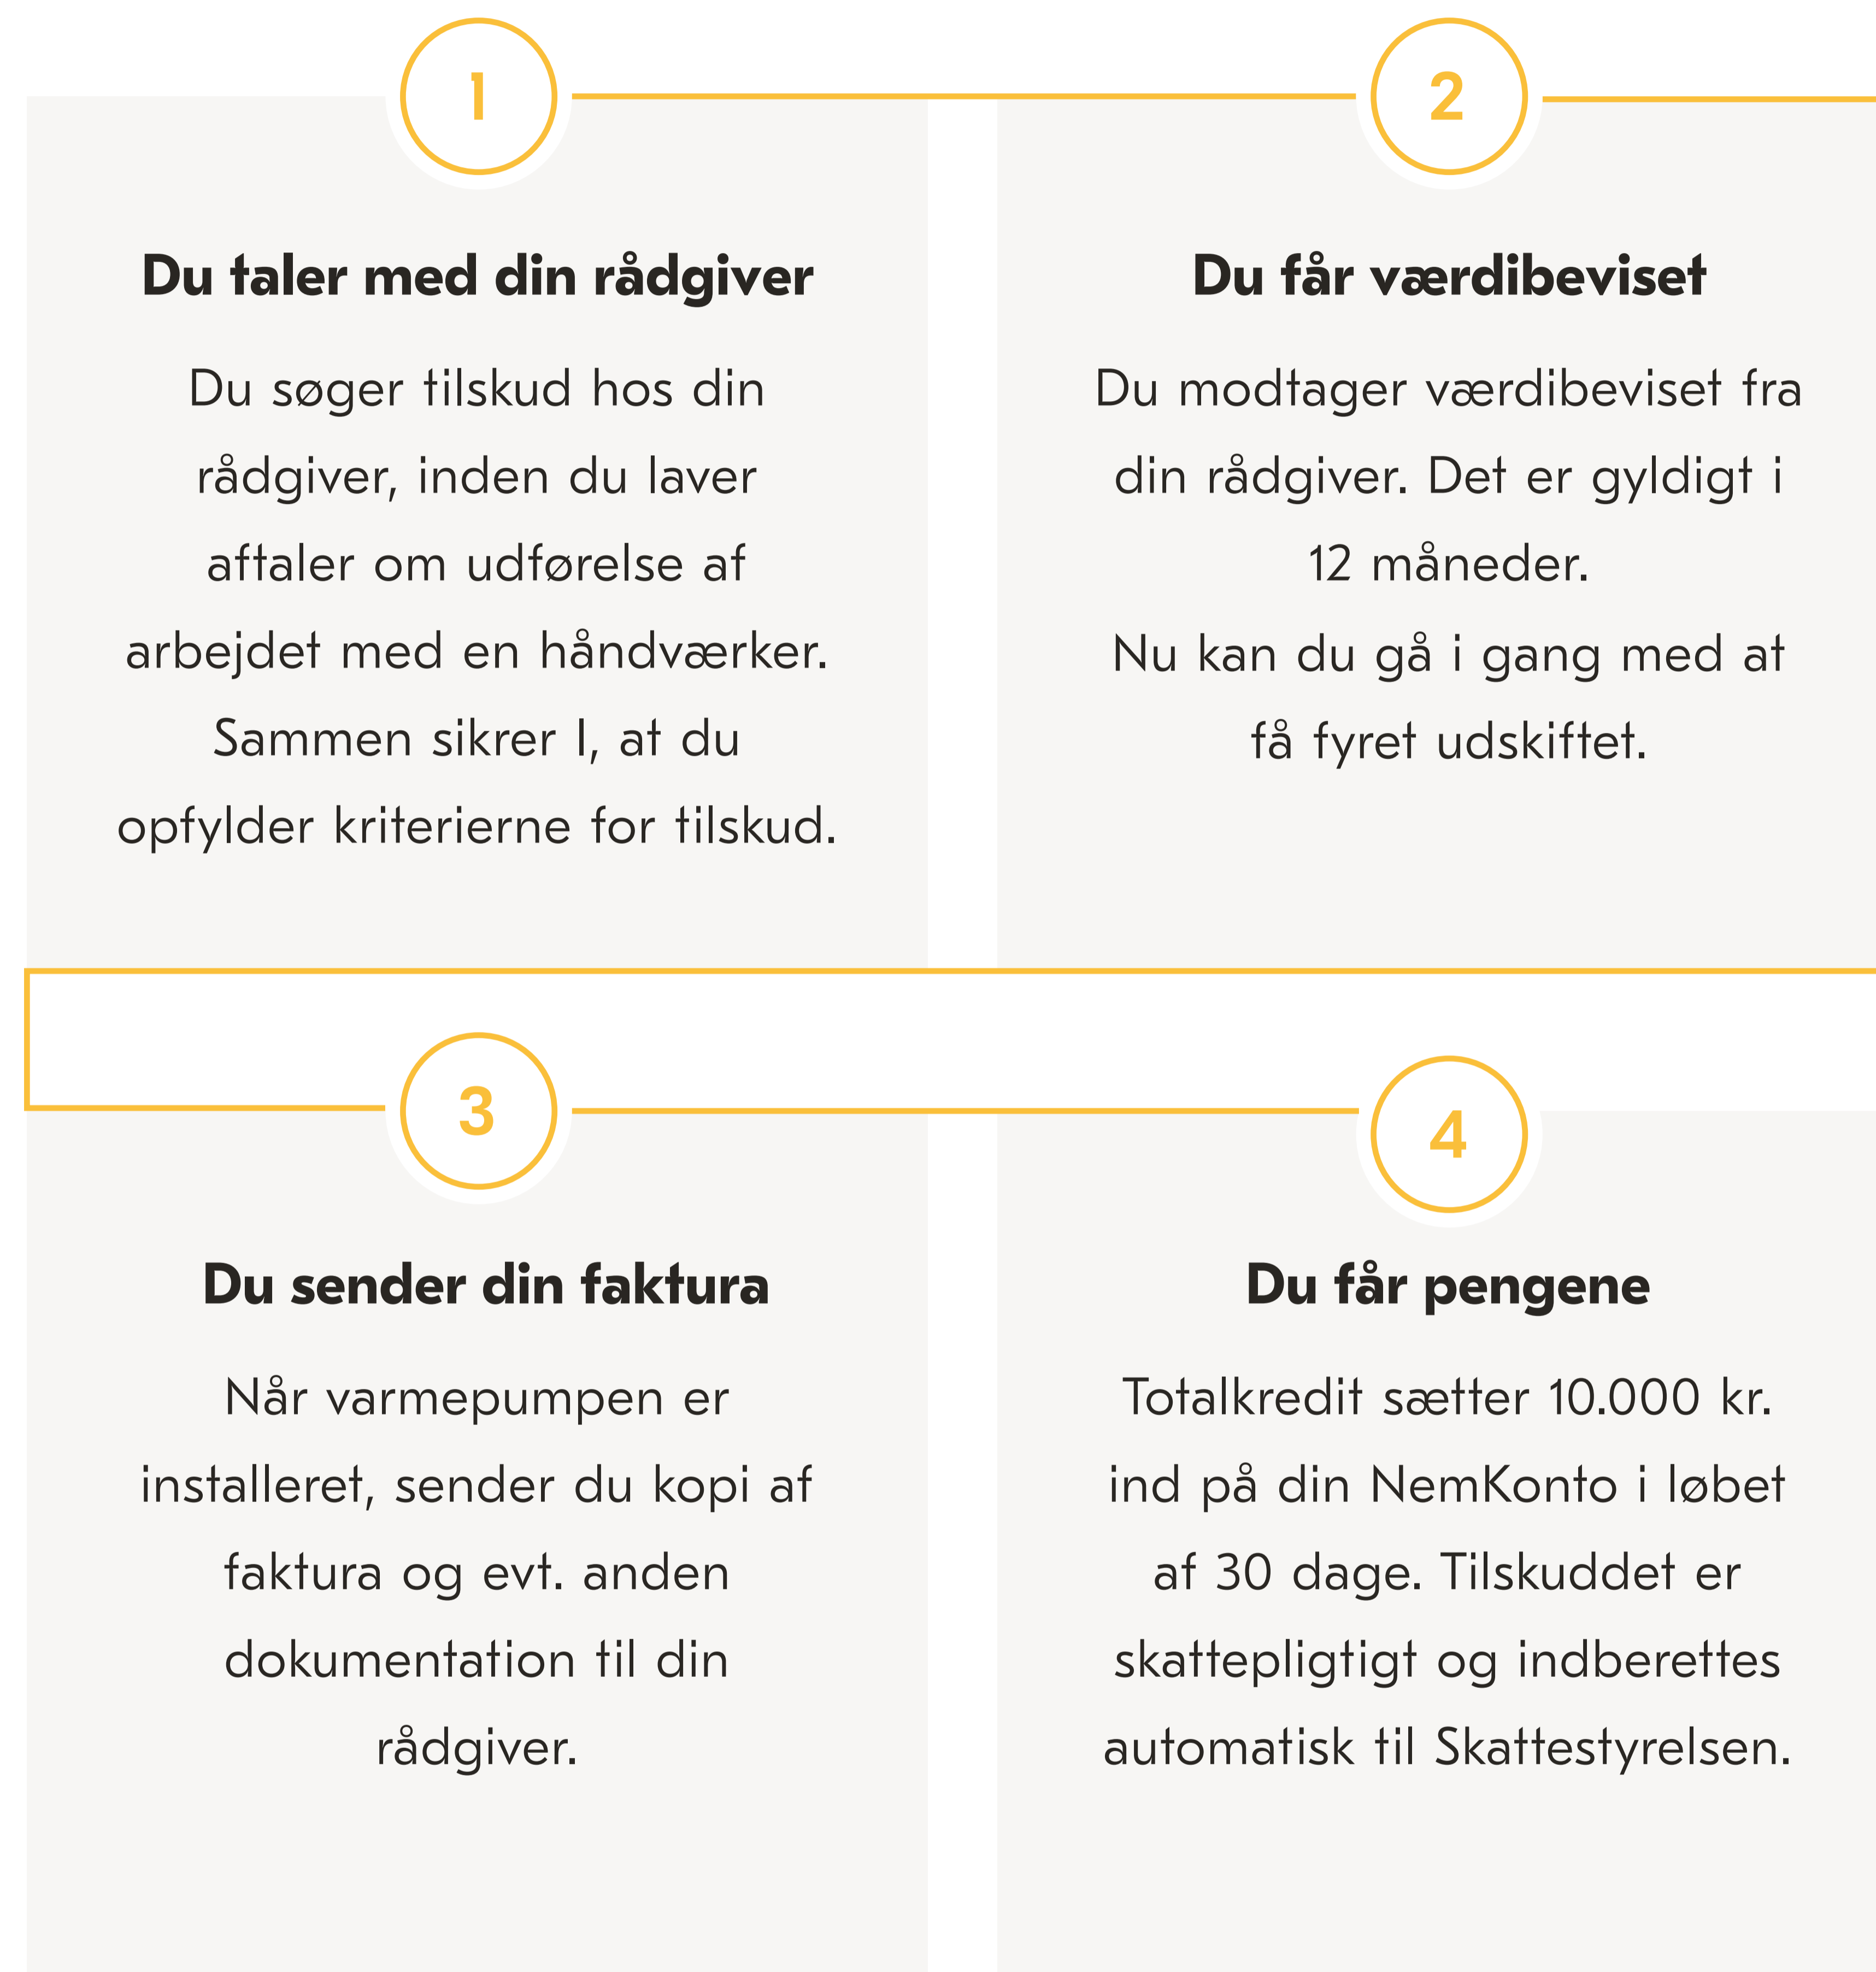 1
Du taler med din rådgiver
Du søger tilskud hos din
rådgiver, inden du laver
aftaler om udførelse af
arbejdet med en håndværker.
Sammen sikrer I, at du
opfylder kriterierne for tilskud.
2
Du får værdibeviset
Du modtager værdibeviset fra
din rådgiver. Det er gyldigt i
12 måneder.
Nu kan du gå i gang med at
få fyret udskiftet.
3
Du sender din faktura
Når varmepumpen er
installeret, sender du kopi af
faktura og evt. anden
dokumentation til din
rådgiver.
4
Du får pengene
Totalkredit sætter 10.000 kr.
ind på din NemKonto i løbet
af 30 dage. Tilskuddet er
skattepligtigt og indberettes
automatisk til Skattestyrelsen.